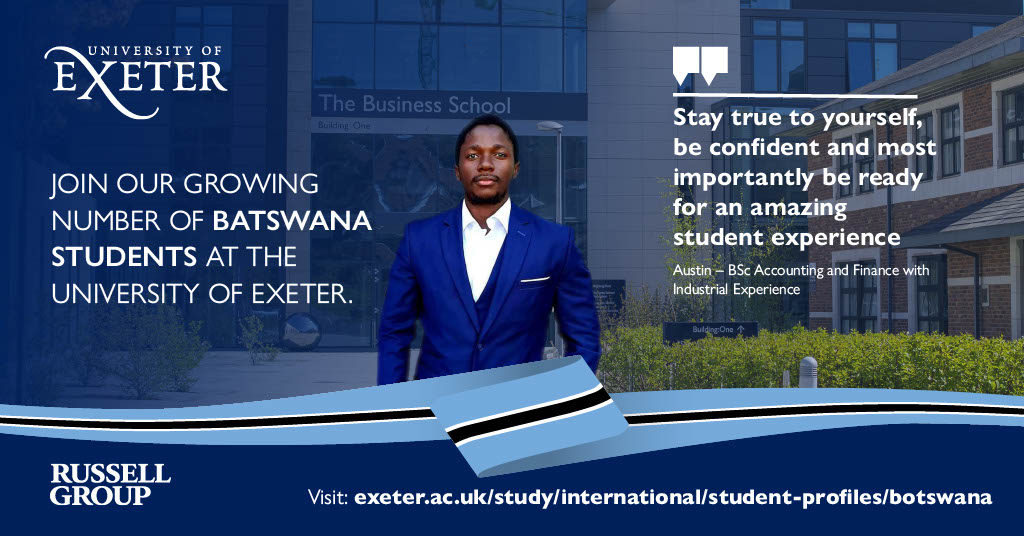 UNIVERSITY OF
EXETER
The Business School
Building:One
JOIN OUR GROWING
NUMBER OF BATSWANA
STUDENTS AT THE
UNIVERSITY OF EXETER.
Stay true to yourself,
be confident and most
importantly be ready
for an amazing
student experience
Austin – BSc Accounting and Finance with
Industrial Experience
Building:One
RUSSELL
GROUP
Visit: exeter.ac.uk/study/international/student-profiles/botswana